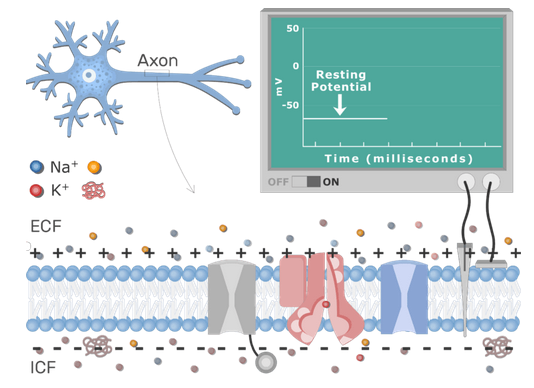 Axon
50
0
-50
mV
Resting
Potential
Time (milliseconds)
OFF ON
Na⁺
K⁺
ECF
+ + + + + + + + + + + + + + + + + + + + + + + + +
- - - - - - - - - - - - - - - - - - - - - - - -
ICF